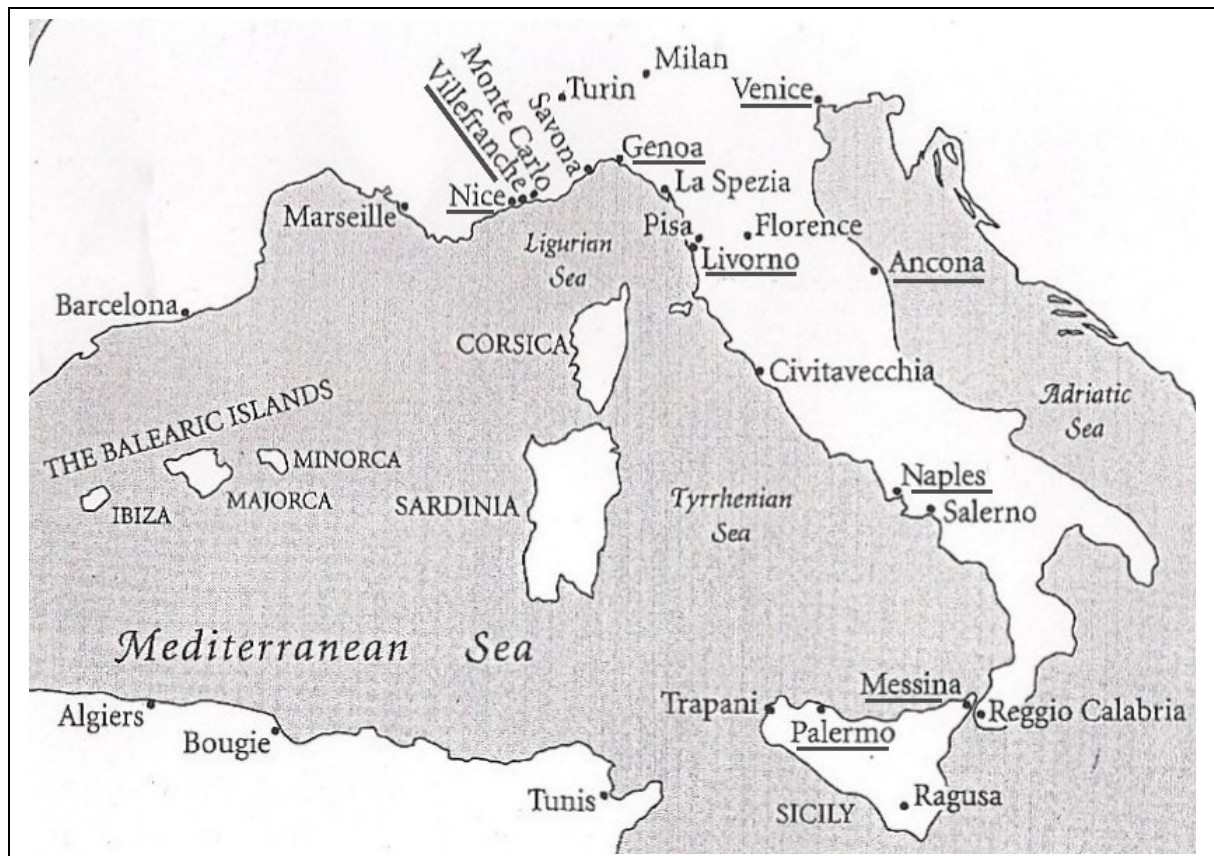 Milan
Turin
Venice
Monte Carlo
Villefranche
Savona
Genoa
La Spezia
Nice
Marseille
Pisa
Florence
Ligurian
Sea
Livorno
Ancona
Barcelona
CORSICA
Civitavecchia
Adriatic
Sea
THE BALEARIC ISLANDS
MINORCA
MAJORCA
IBIZA
SARDINIA
Tyrrhenian
Sea
Naples
Salerno
Mediterranean Sea
Algiers
Bougie
Tunis
Trapani
Messina
Reggio Calabria
Palermo
SICILY
Ragusa